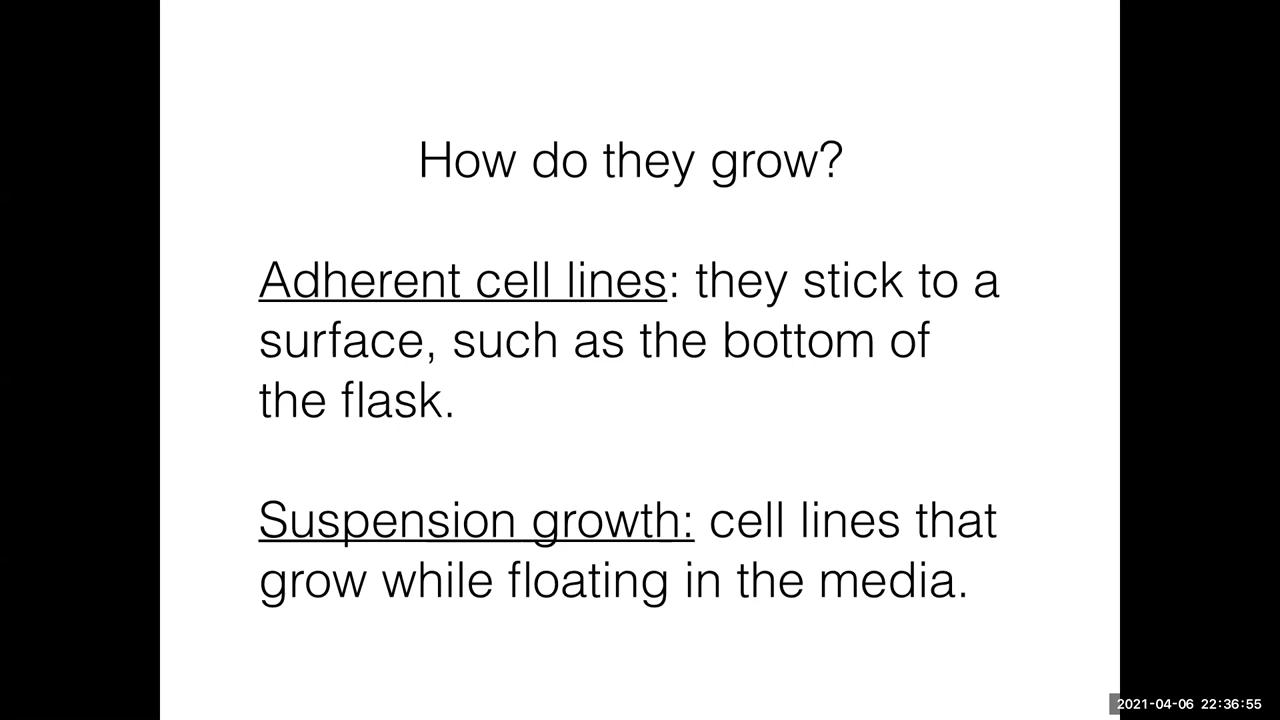 How do they grow?
Adherent cell lines: they stick to a
surface, such as the bottom of
the flask.
Suspension growth: cell lines that
grow while floating in the media.
2021-04-06 22:36:55